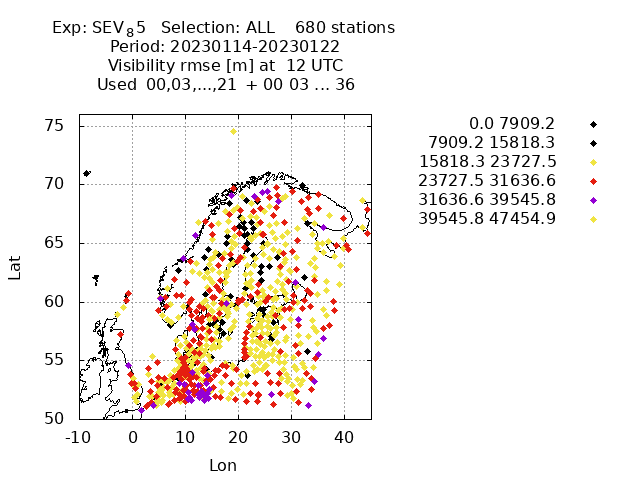 Exp: SEV₈5 Selection: ALL 680 stations
Period: 20230114-20230122
Visibility rmse [m] at 12 UTC
Used 00,03,...,21 + 00 03 ... 36
0.0 7909.2
7909.2 15818.3
15818.3 23727.5
23727.5 31636.6
31636.6 39545.8
39545.8 47454.9
75
70
65
60
55
50
Lat
-10 0 10 20 30 40
Lon